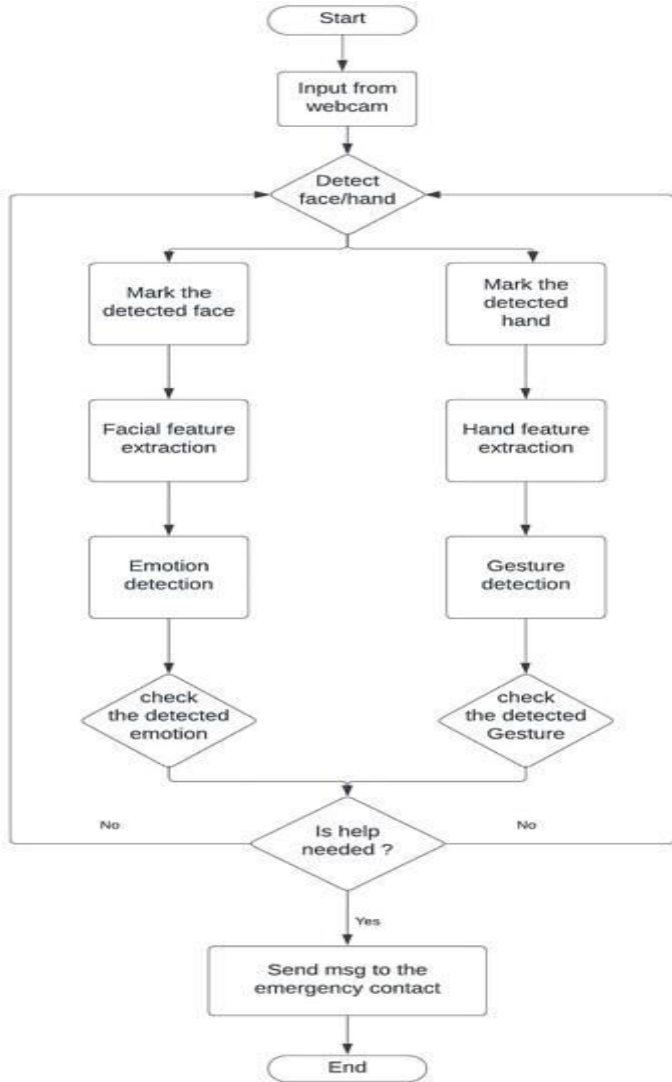 Start
Input from
webcam
Detect
face/hand
Mark the
detected face
Mark the
detected
hand
Facial feature
extraction
Hand feature
extraction
Emotion
detection
Gesture
detection
check
the detected
emotion
check
the detected
Gesture
No
Is help
needed ?
No
Yes
Send msg to the
emergency contact
End